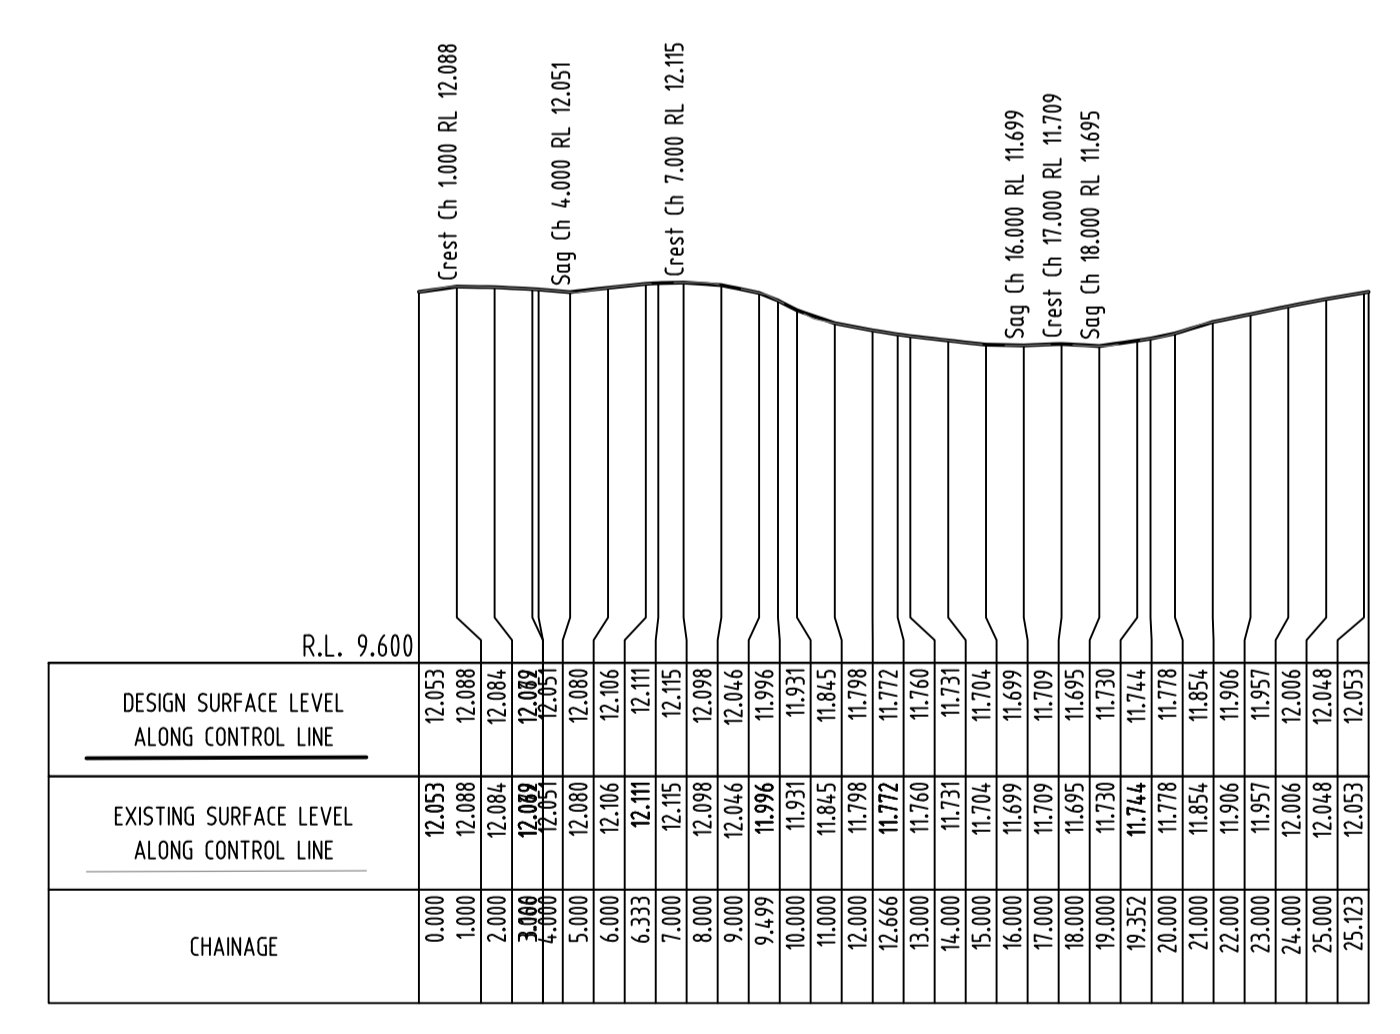 Crest Ch 1.000 RL 12.088
Sag Ch 4.000 RL 12.051
Crest Ch 7.000 RL 12.115
Sag Ch 16.000 RL 11.699
Crest Ch 17.000 RL 11.709
Sag Ch 18.000 RL 11.695
R.L. 9.600
DESIGN SURFACE LEVEL
ALONG CONTROL LINE
12.053 12.088 12.084 12.051 12.080 12.106 12.111 12.115 12.098 12.046 11.996 11.931 11.845 11.798 11.772 11.760 11.731 11.704 11.699 11.709 11.695 11.730 11.744 11.778 11.854 11.906 11.957 12.006 12.048 12.053
EXISTING SURFACE LEVEL
ALONG CONTROL LINE
12.053 12.088 12.084 12.051 12.080 12.106 12.111 12.115 12.098 12.046 11.996 11.931 11.845 11.798 11.772 11.760 11.731 11.704 11.699 11.709 11.695 11.730 11.744 11.778 11.854 11.906 11.957 12.006 12.048 12.053
CHAINAGE
0.000 1.000 2.000 4.000 5.000 6.000 6.333 7.000 8.000 9.000 9.499 10.000 11.000 12.000 12.666 13.000 14.000 15.000 16.000 17.000 18.000 19.000 19.352 20.000 21.000 22.000 23.000 24.000 25.000 25.123